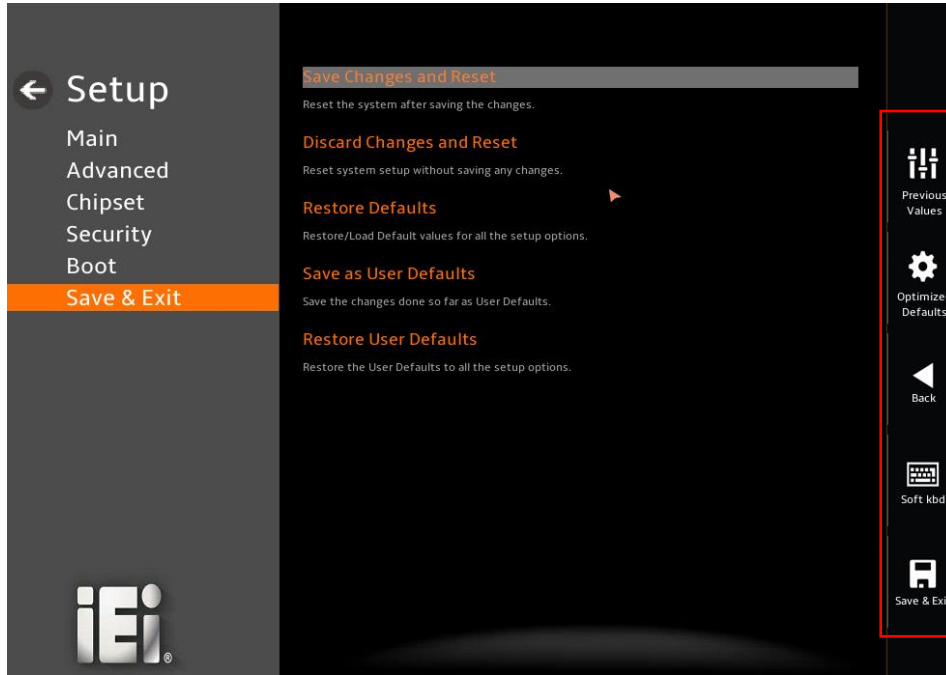 Setup
Main
Advanced
Chipset
Security
Boot
Save & Exit
Save Changes and Reset
Reset the system after saving the changes.
Discard Changes and Reset
Reset system setup without saving any changes.
Restore Defaults
Restore/Load Default values for all the setup options.
Save as User Defaults
Save the changes done so far as User Defaults.
Restore User Defaults
Restore the User Defaults to all the setup options.
Previous
Values
Optimize
Defaults
Back
Soft kbd
Save & Exi
iEi®